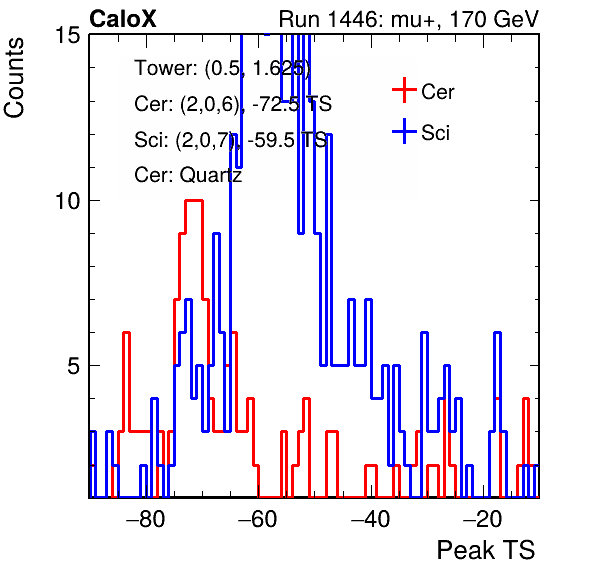 CaloX Run 1446: mu+, 170 GeV
Counts
15
Tower: (0.5, 1.625)
Cer: (2,0,6), -72.5 TS
Sci: (2,0,7), -59.5 TS
Cer: Quartz
Cer
Sci
10
5
−80 −60 −40 −20
Peak TS